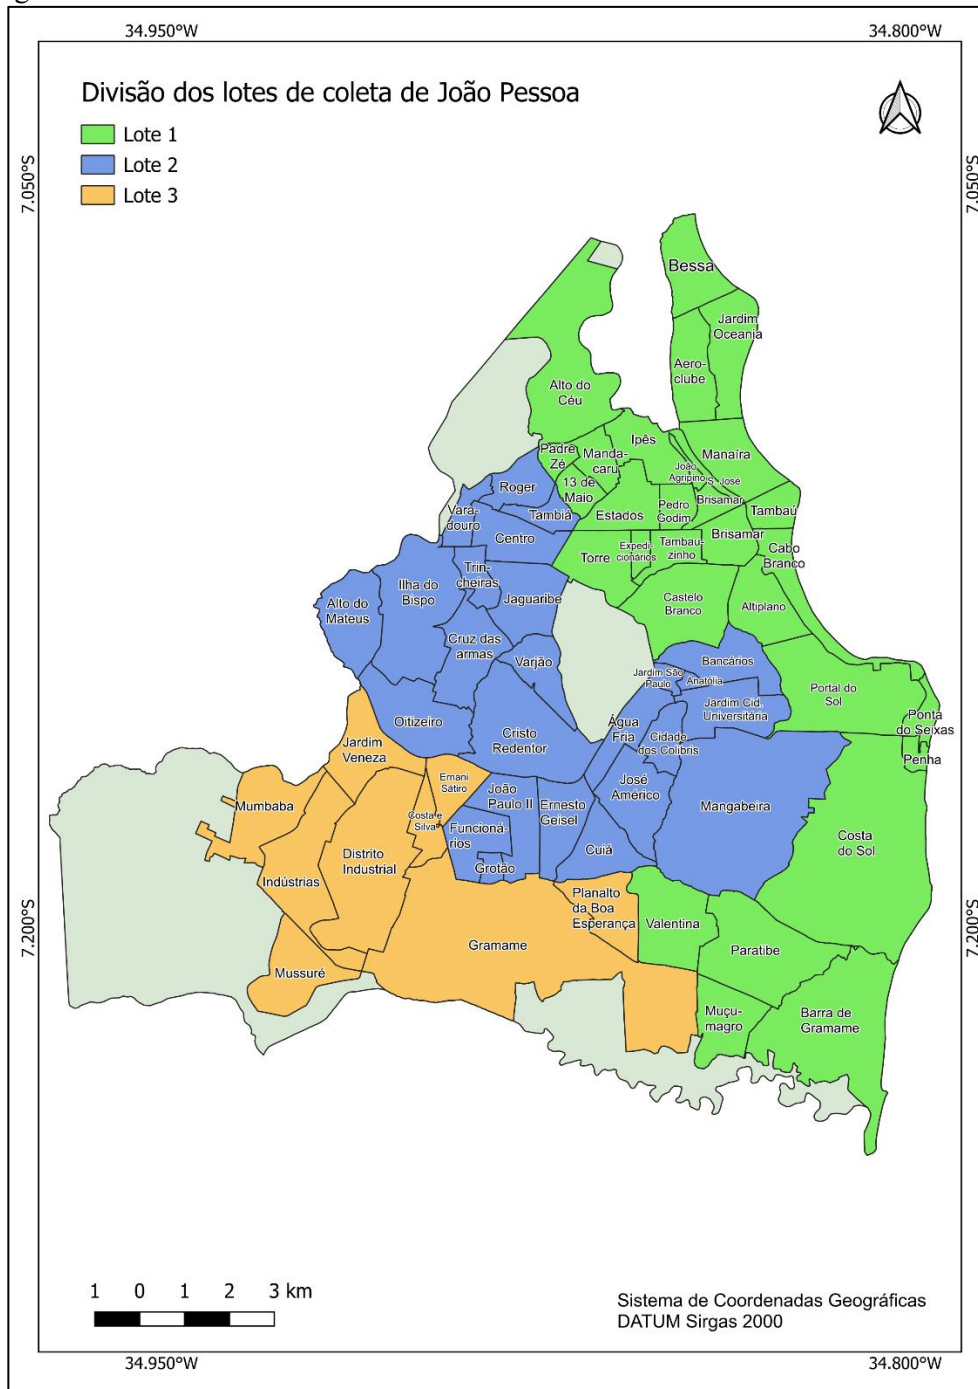 g
34.950°W 34.800°W
Divisão dos lotes de coleta de João Pessoa
Lote 1
Lote 2
Lote 3
7.050°S
7.050°S
Bessa
Jardim
Oceania
Aero-
clube
Alto do
Céu
Ipês
Padre
Zé
Manda-
caru
João
Agripino
Manaíra
S. José
13 de
Maio
Roger
Brisamar
Tambaú
Vara-
douro
Tambiá
Estados
Pedro
Godim
Centro
Torre
Expedi-
cionários
Tambau-
zinho
Brisamar
Cabo
Branco
Trin-
cheiras
Ilha do
Bispo
Jaguaribe
Castelo
Branco
Altiplano
Alto do
Mateus
Cruz das
armas
Varjão
Bancários
Jardim São
Paulo
Anatólia
Portal do
Sol
Jardim Cid.
Universitária
Oitizeiro
Cristo
Redentor
Água
Fria
Cidade
dos Colibris
Ponta
do Seixas
Penha
Jardim
Veneza
Ernani
Sátiro
João
Paulo II
Ernesto
Geisel
José
Américo
Mangabeira
Mumbaba
Costa e
Silva
Funcioná-
rios
Costa
do Sol
Distrito
Industrial
Cuiá
Grotão
Indústrias
Planalto
da Boa
Esperança
Valentina
7.200°S
7.200°S
Gramame
Paratibe
Mussuré
Muçu-
magro
Barra de
Gramame
1 0 1 2 3 km
Sistema de Coordenadas Geográficas
DATUM Sirgas 2000
34.950°W 34.800°W